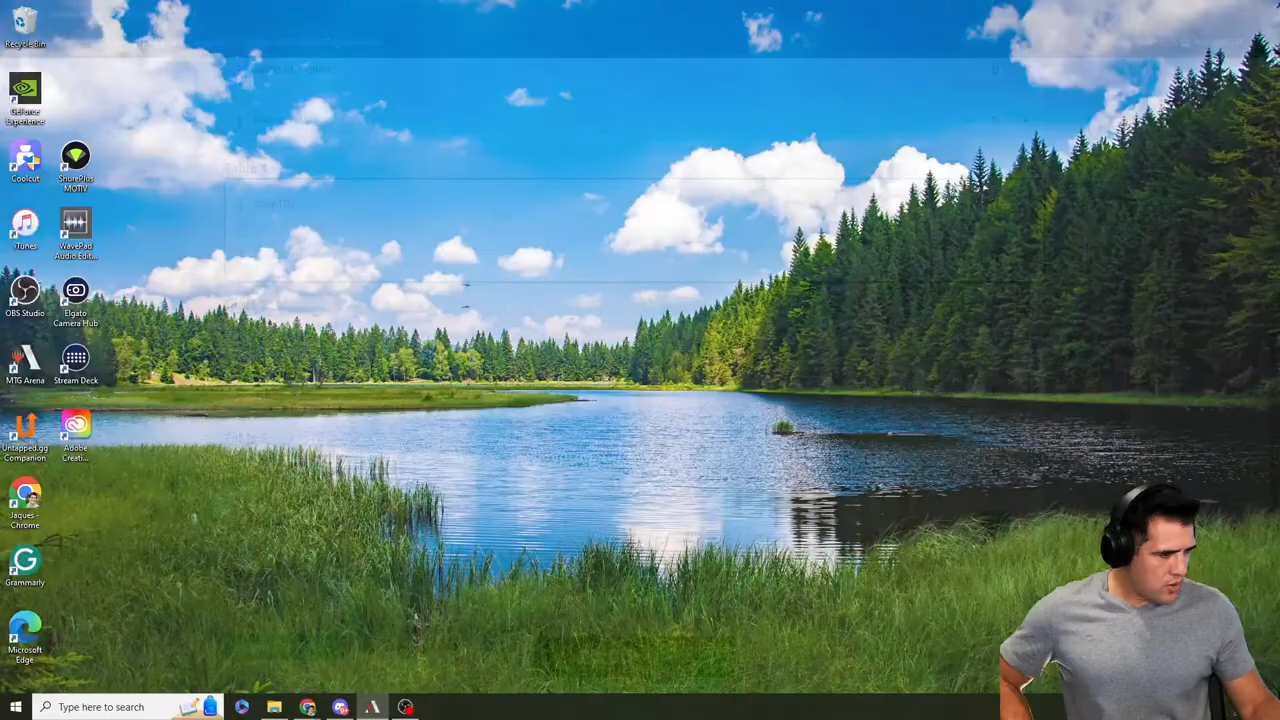 Recycle Bin
GeForce
Experience
Coolcut
ShurePlus
MOTIV
iTunes
WavePad
Audio Edit...
OBS Studio
Elgato
Camera Hub
MTG Arena
Stream Deck
Untapped.gg
Companion
Adobe
Creati...
Jaques -
Chrome
Grammarly
Microsoft
Edge
Type here to search